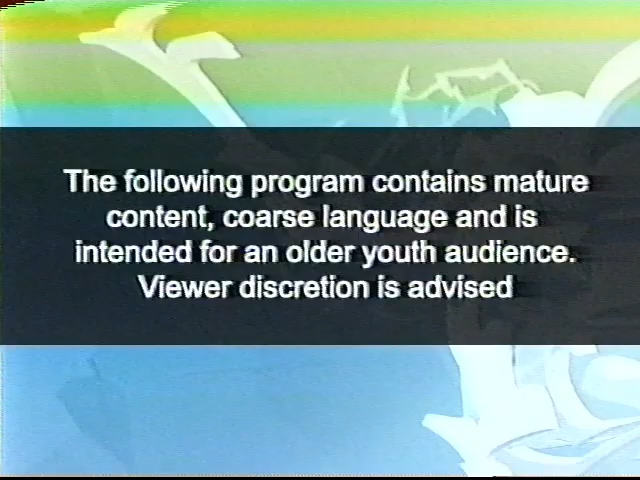 The following program contains mature
content, coarse language and is
intended for an older youth audience.
Viewer discretion is advised